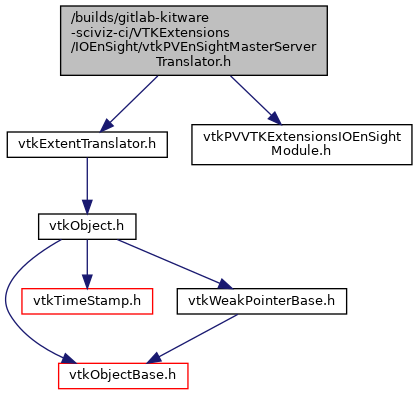 /builds/gitlab-kitware
-sciviz-ci/VTKExtensions
/IOEnSight/vtkPVEnSightMasterServer
Translator.h
vtkExtentTranslator.h
vtkPVVTKExtensionsIOEnSight
Module.h
vtkObject.h
vtkTimeStamp.h
vtkWeakPointerBase.h
vtkObjectBase.h